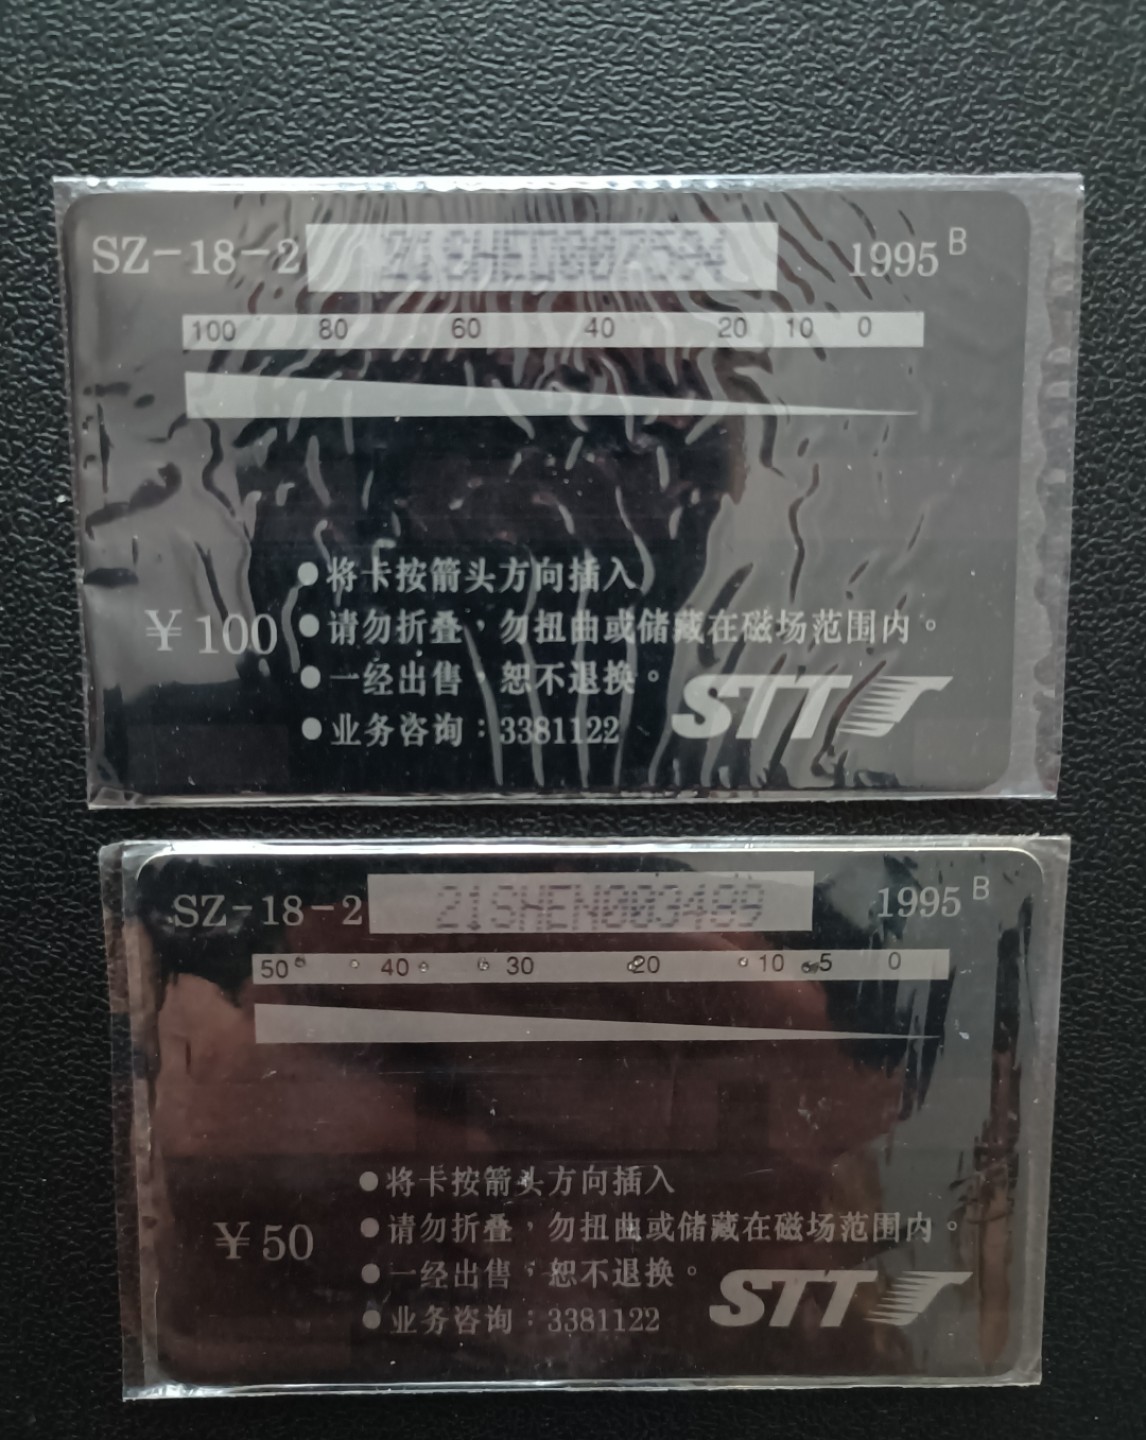 SZ-18-2
1995 B
100 80 60 40 20 10 0
将卡按箭头方向插入
¥100
●请勿折叠，勿扭曲或储藏在磁场范围内。
●一经出售，恕不退换。
●业务咨询：3381122
STT
SZ-18-2 21SHEN003489 1995 B
50 40 30 20 10 5 0
●将卡按箭头方向插入
¥50
●请勿折叠，勿扭曲或储藏在磁场范围内。
●一经出售，恕不退换。
●业务咨询：3381122
STT